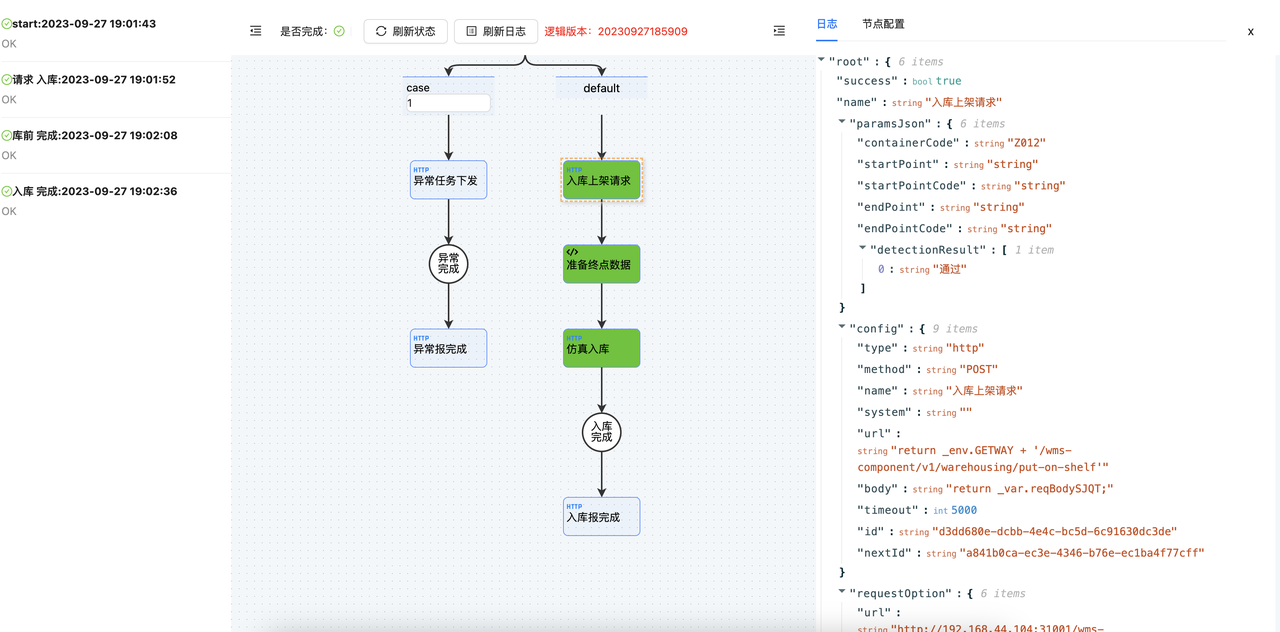 start:2023-09-27 19:01:43
OK
请求 入库:2023-09-27 19:01:52
OK
库前 完成:2023-09-27 19:02:08
OK
入库 完成:2023-09-27 19:02:36
OK
是否完成:
刷新状态
刷新日志
逻辑版本: 20230927185909
case
1
default
HTTP
异常任务下发
异常
完成
HTTP
异常报完成
HTTP
入库上架请求
</>
准备终点数据
HTTP
仿真入库
入库
完成
HTTP
入库报完成
日志
节点配置
x
"root" : { 6 items
"success" : bool true
"name" : string "入库上架请求"
"paramsJson" : { 6 items
"containerCode" : string "Z012"
"startPoint" : string "string"
"startPointCode" : string "string"
"endPoint" : string "string"
"endPointCode" : string "string"
"detectionResult" : [ 1 item
0 : string "通过"
]
}
"config" : { 9 items
"type" : string "http"
"method" : string "POST"
"name" : string "入库上架请求"
"system" : string ""
"url" :
string "return _env.GETWAY + '/wms-
component/v1/warehousing/put-on-shelf'"
"body" : string "return _var.reqBodySJQT;"
"timeout" : int 5000
"id" : string "d3dd680e-dcbb-4e4c-bc5d-6c91630dc3de"
"nextId" : string "a841b0ca-ec3e-4346-b76e-ec1ba4f77cff"
}
"requestOption" : { 6 items
"url" :
string "http://192.168.44.104:31001/wms-